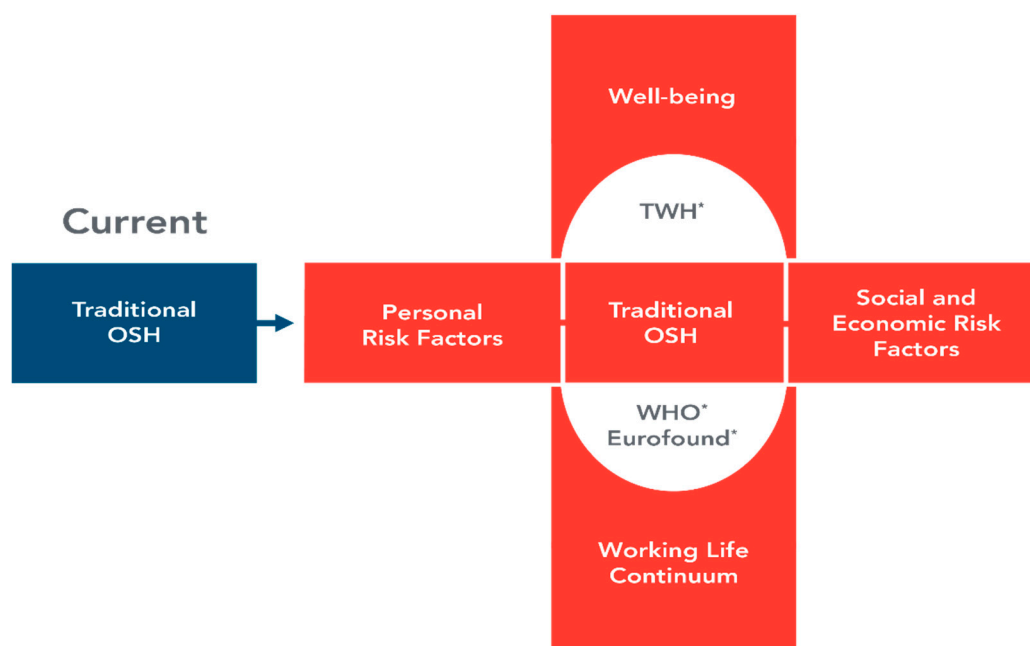 Well-being
TWH*
Current
Traditional
OSH
Personal
Risk Factors
Traditional
OSH
Social and
Economic Risk
Factors
WHO*
Eurofound*
Working Life
Continuum